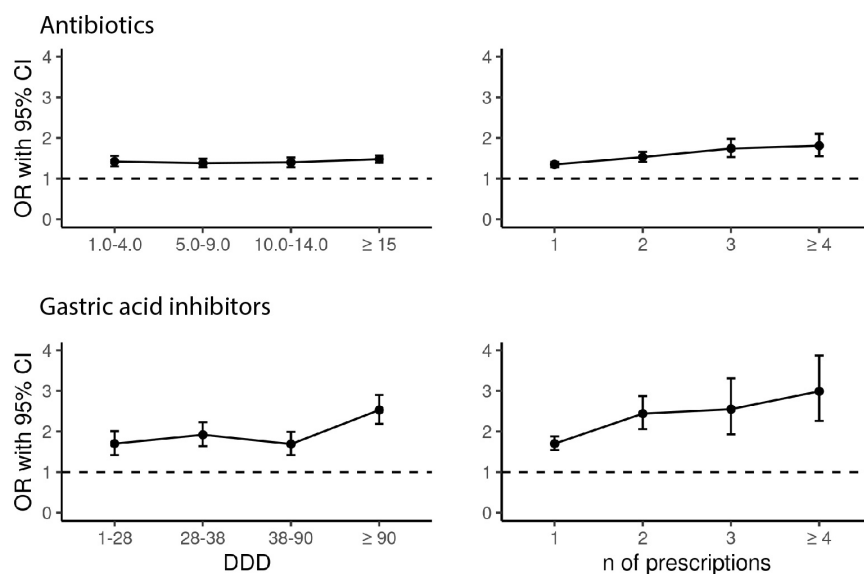 Antibiotics
OR with 95% CI
4
3
2
1
0
1.0-4.0 5.0-9.0 10.0-14.0 ≥ 15
4
3
2
1
0
1 2 3 ≥ 4
Gastric acid inhibitors
OR with 95% CI
4
3
2
1
0
1-28 28-38 38-90 ≥ 90
DDD
4
3
2
1
0
1 2 3 ≥ 4
n of prescriptions